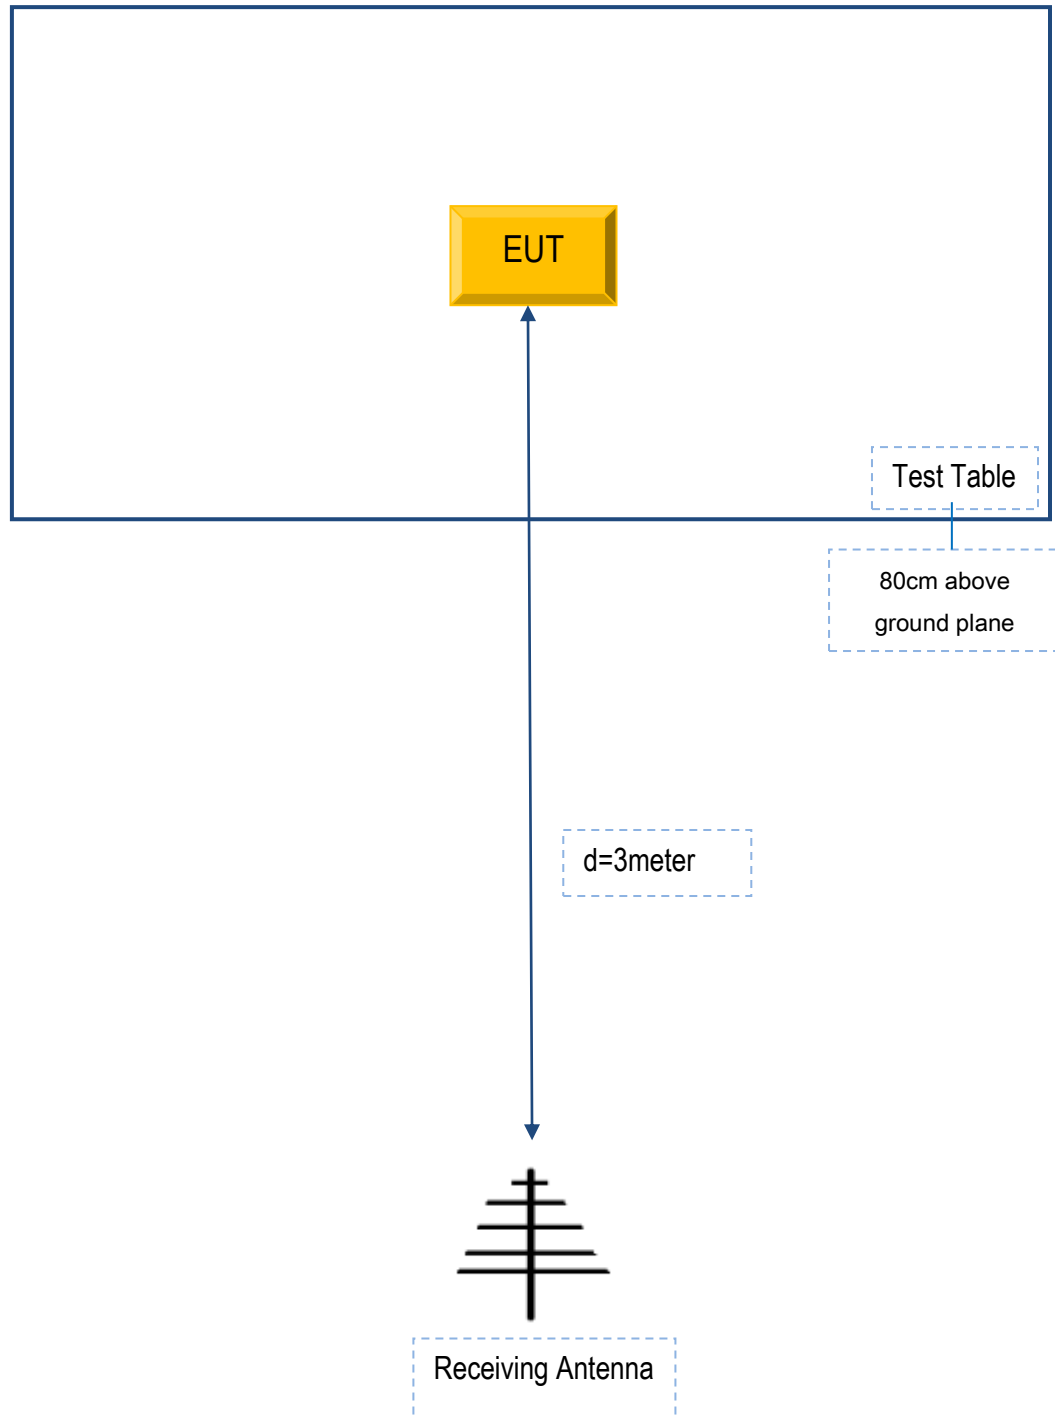 EUT
Test Table
80cm above
ground plane
d=3meter
Receiving Antenna